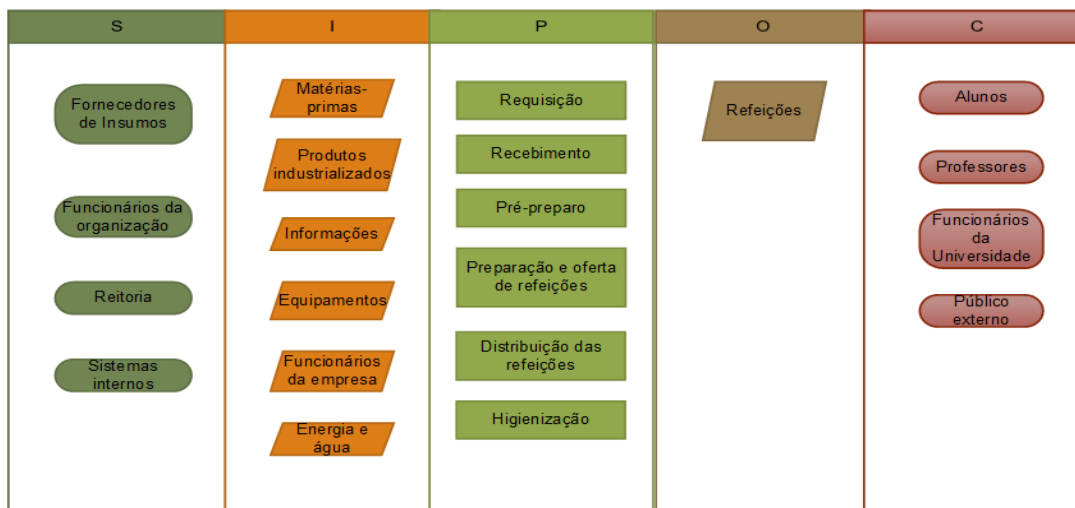 S
I
P
O
C
Fornecedores
de Insumos
Funcionários da
organização
Reitoria
Sistemas
internos
Matérias-
primas
Produtos
industrializados
Informações
Equipamentos
Funcionários
da empresa
Energia e
água
Requisição
Recebimento
Pré-preparo
Preparação e oferta
de refeições
Distribuição das
refeições
Higienização
Refeições
Alunos
Professores
Funcionários
da
Universidade
Público
externo